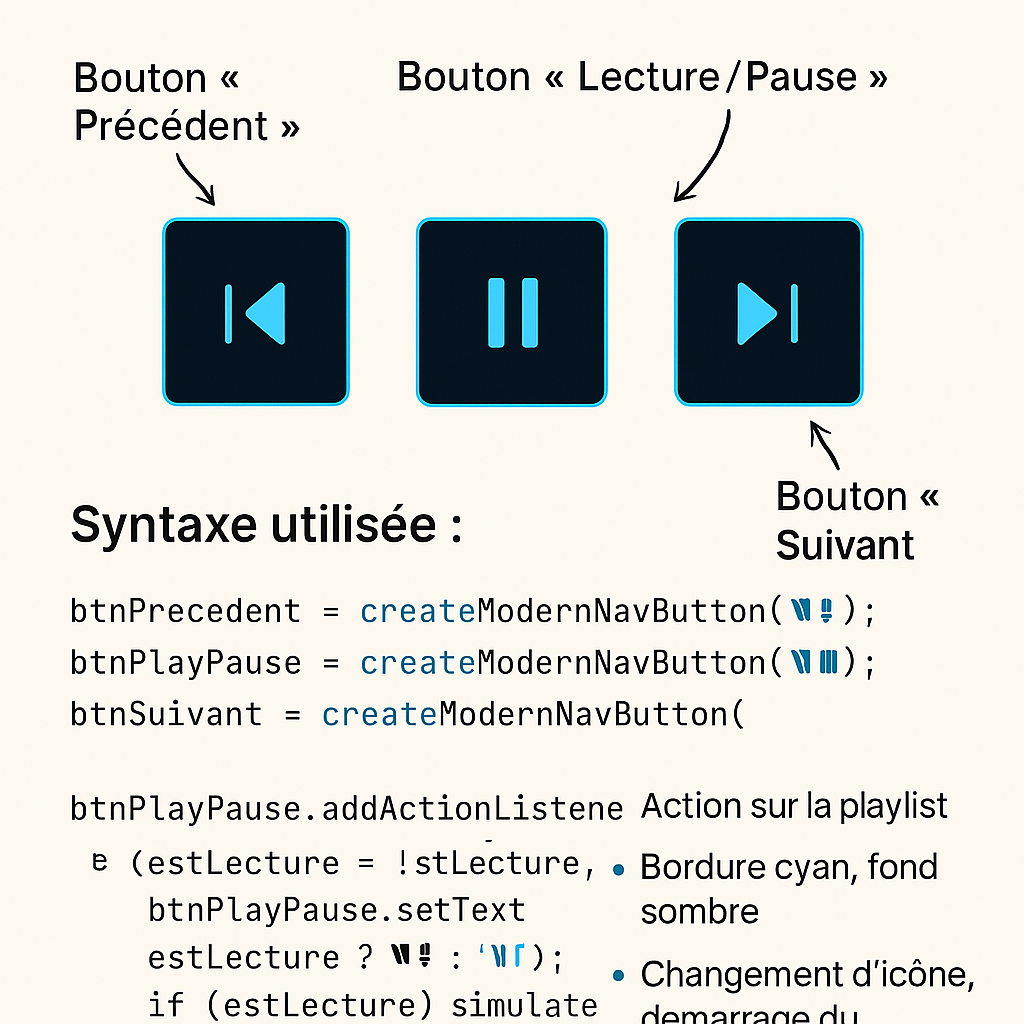 Bouton «
Précédent »
Bouton « Lecture/Pause »
Bouton «
Suivant
Syntaxe utilisée :
btnPrecedent = createModernNavButton( );
btnPlayPause = createModernNavButton( );
btnSuivant = createModernNavButton(
btnPlayPause.addActionListene
(estLecture = !stLecture,
btnPlayPause.setText
estLecture ? : );
if (estLecture) simulate
Action sur la playlist
• Bordure cyan, fond
sombre
• Changement d'icône,
demarrage du